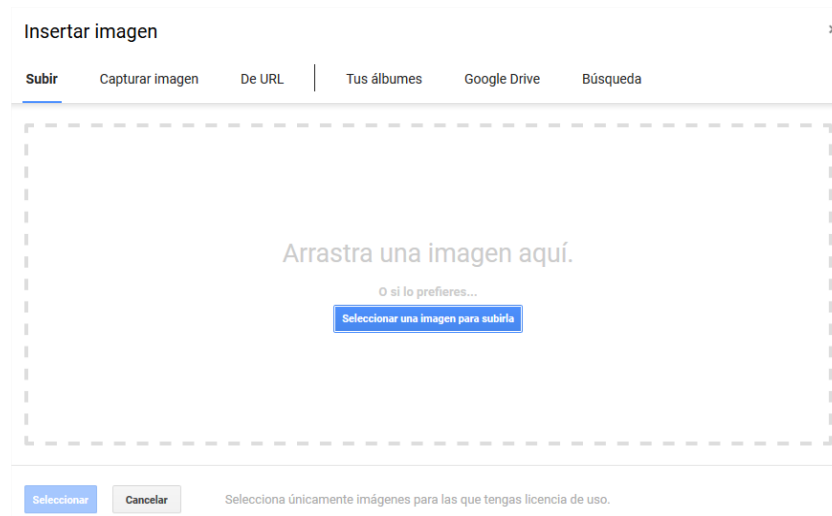 Insertar imagen
Subir Capturar imagen De URL Tus álbumes Google Drive Búsqueda
Arrastra una imagen aquí.
O si lo prefieres...
Seleccionar una imagen para subirla
Seleccionar Cancelar Selecciona únicamente imágenes para las que tengas licencia de uso.